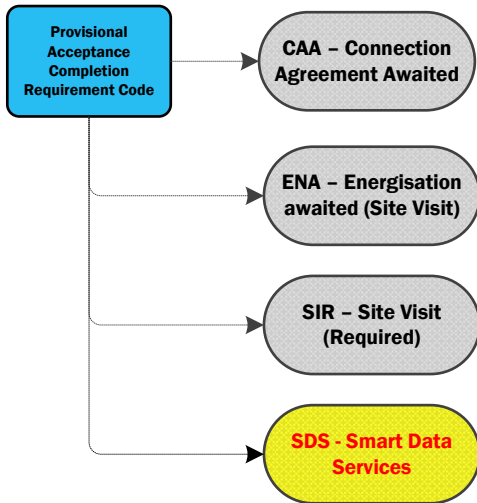 Provisional
Acceptance
Completion
Requirement Code
CAA – Connection
Agreement Awaited
ENA – Energisation
awaited (Site Visit)
SIR – Site Visit
(Required)
SDS - Smart Data
Services